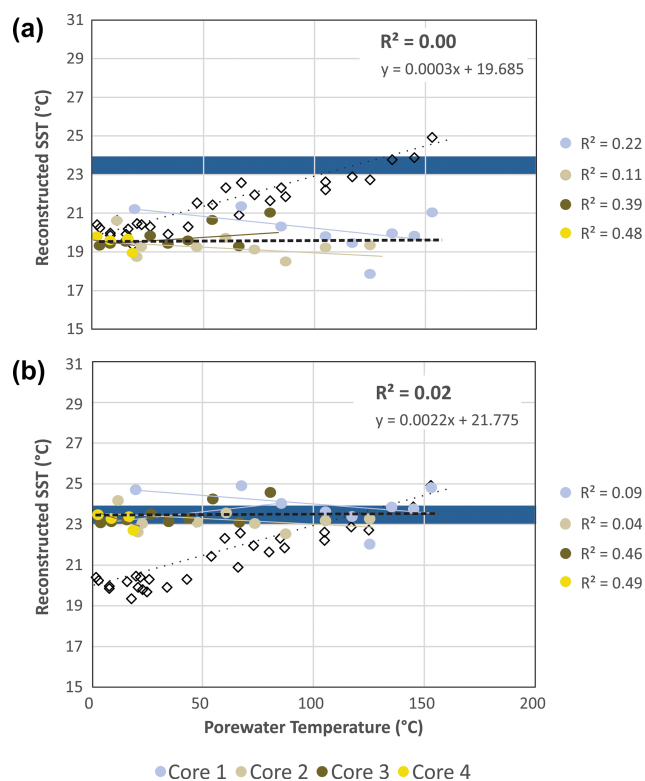 (a)
31
29
27
25
23
21
19
17
15
Reconstructed SST (°C)
R² = 0.00
y = 0.0003x + 19.685
R² = 0.22
R² = 0.11
R² = 0.39
R² = 0.48
(b)
31
29
27
25
23
21
19
17
15
Reconstructed SST (°C)
R² = 0.02
y = 0.0022x + 21.775
R² = 0.09
R² = 0.04
R² = 0.46
R² = 0.49
0 50 100 150 200
Porewater Temperature (°C)
Core 1 Core 2 Core 3 Core 4